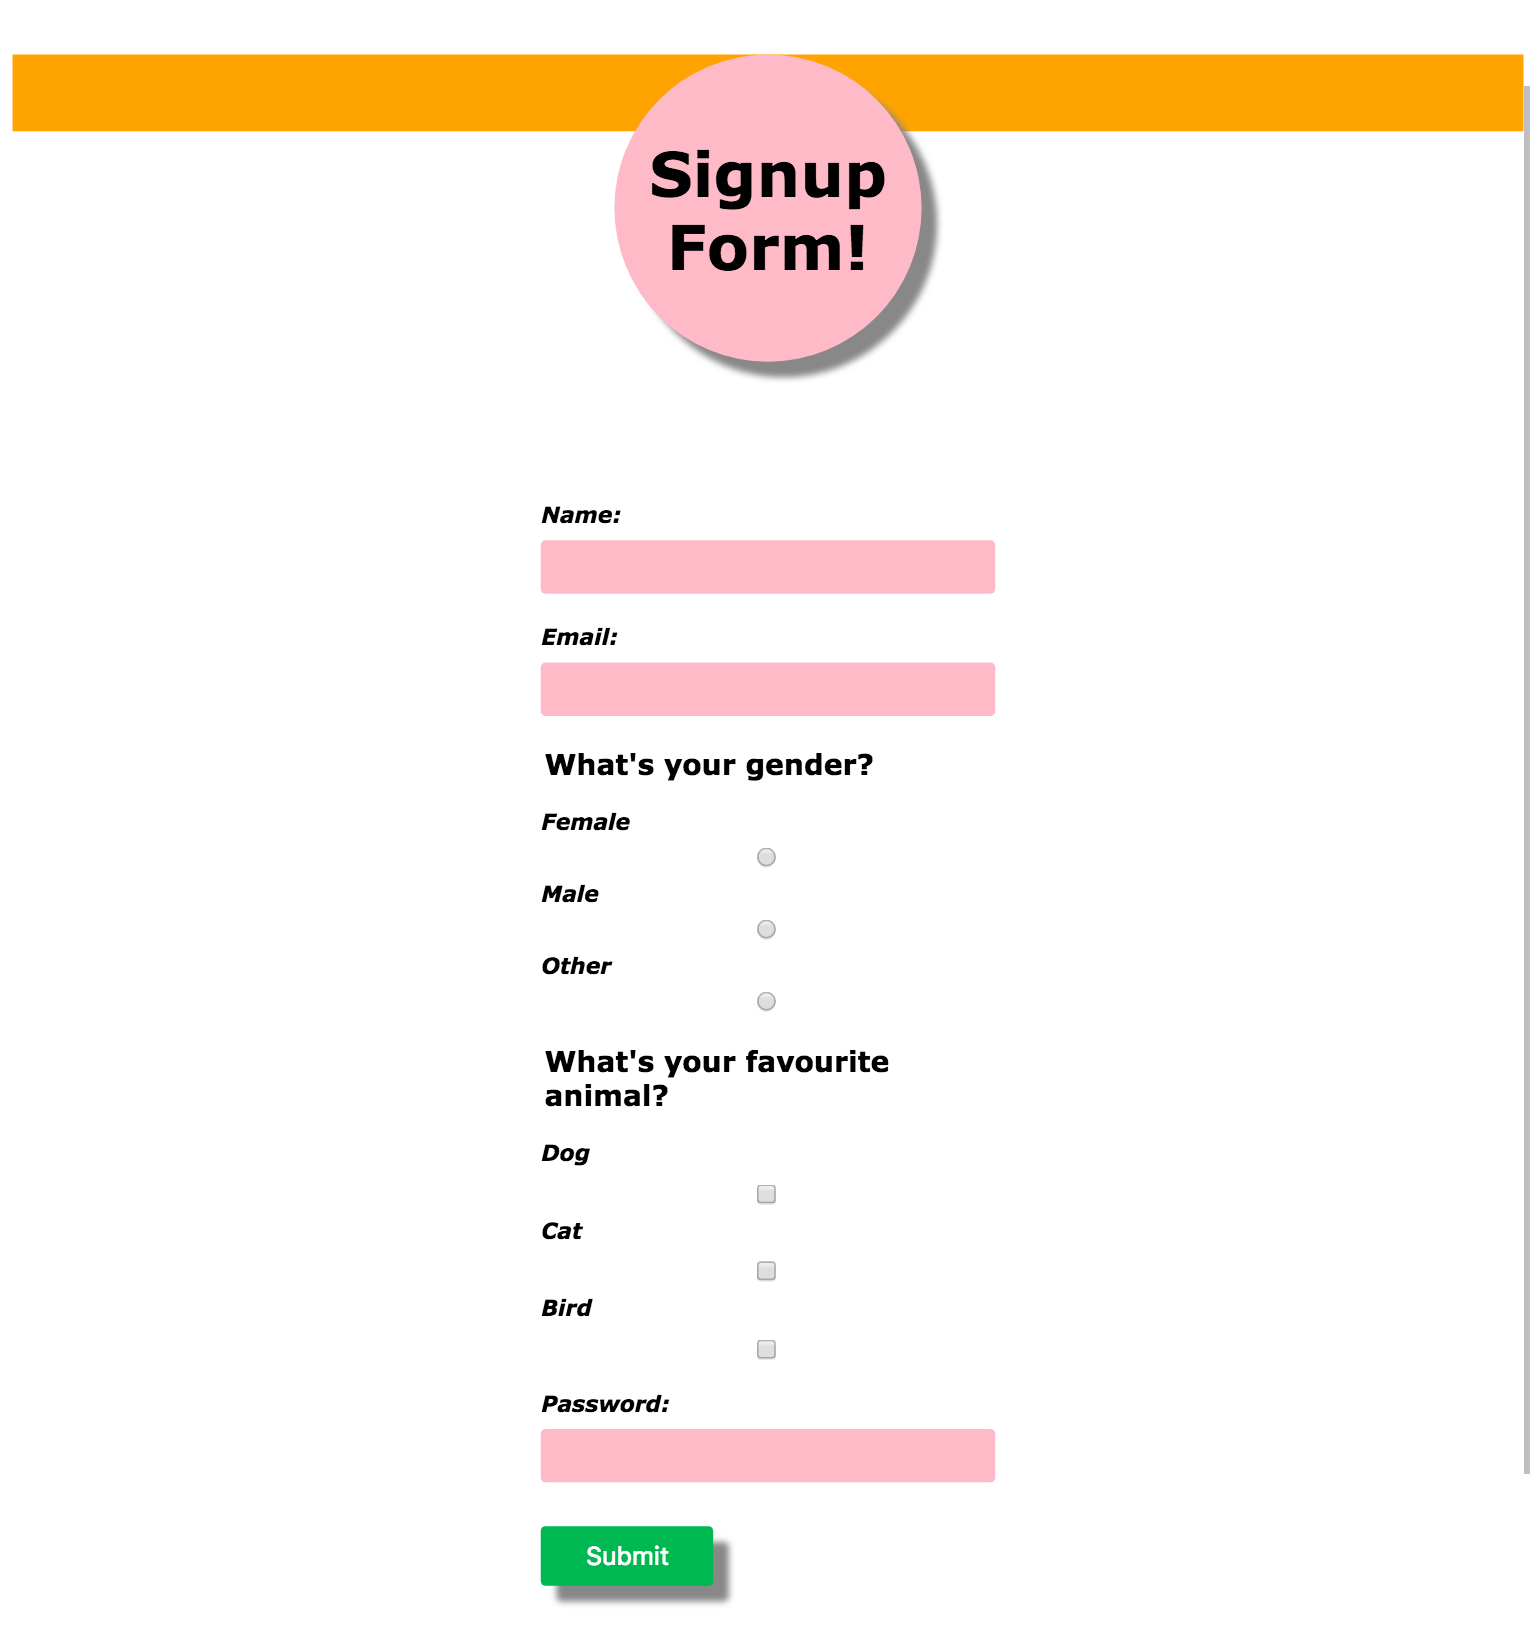 Signup
Form!
Name:
Email:
What's your gender?
Female
Male
Other
What's your favourite
animal?
Dog
Cat
Bird
Password:
Submit